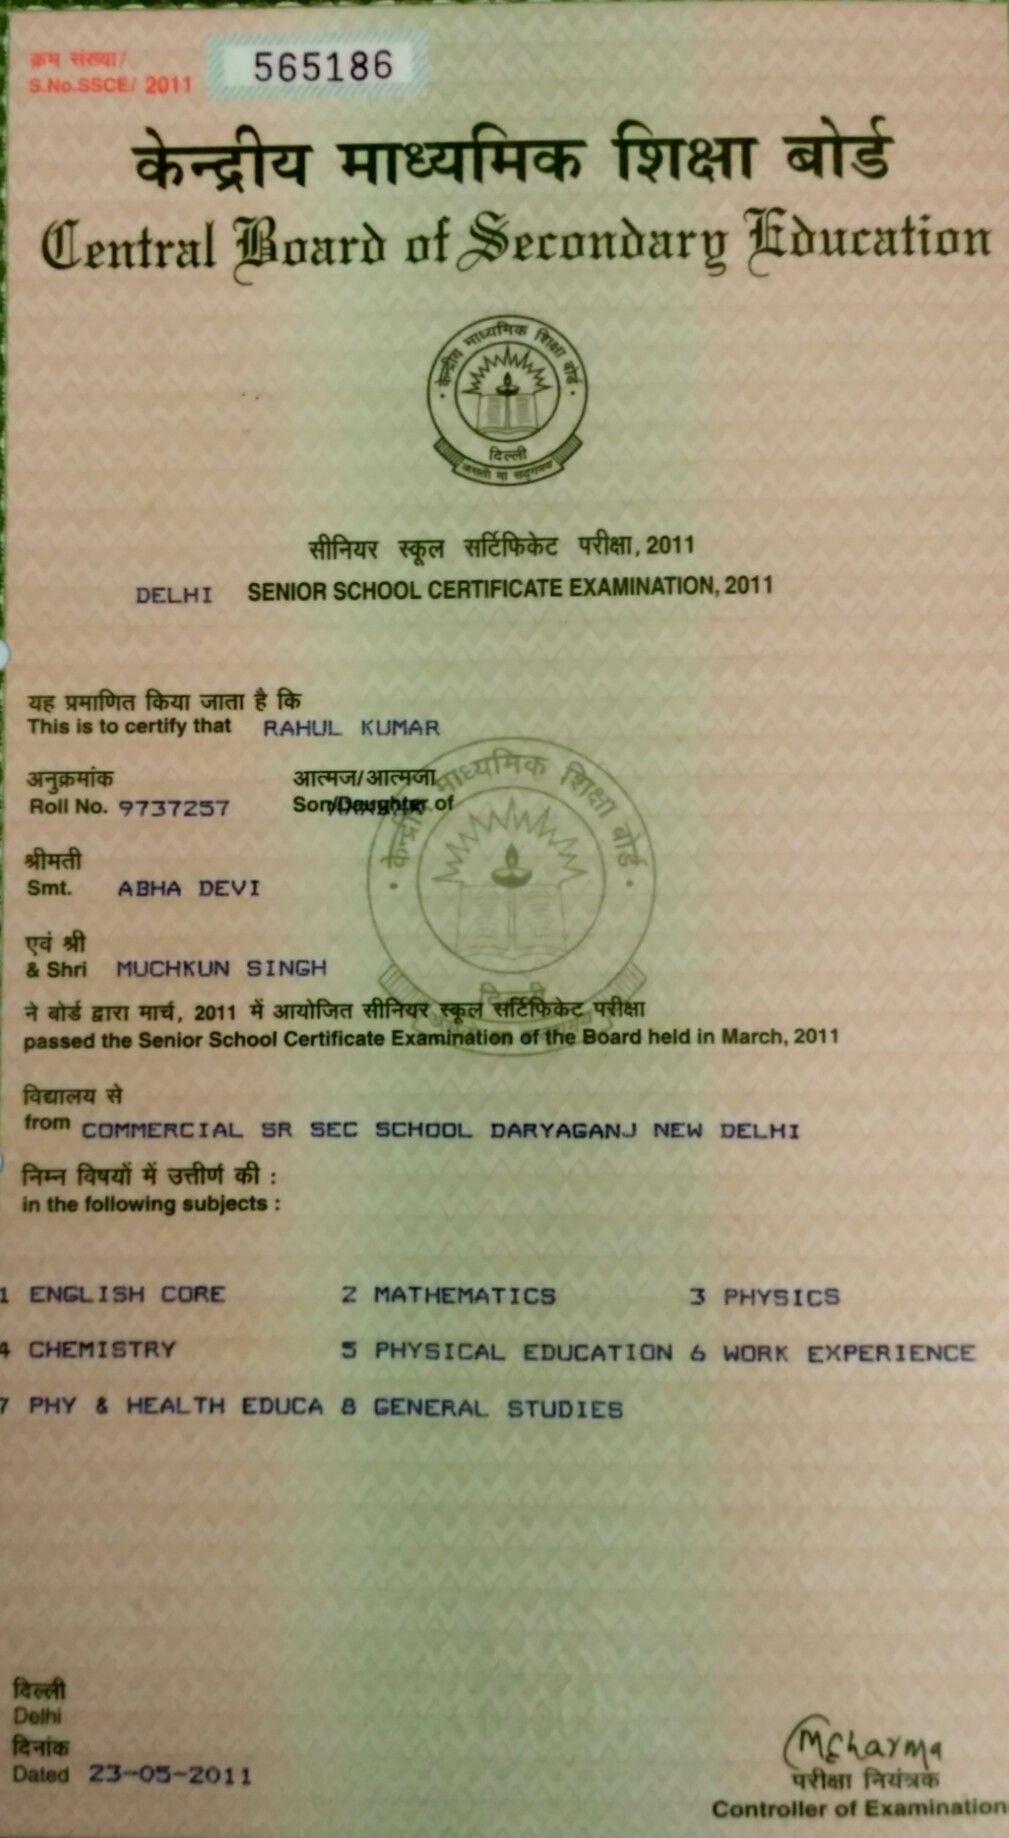 क्रम संख्या/
S.No.SSCE/ 2011 565186
केन्द्रीय माध्यमिक शिक्षा बोर्ड
Central Board of Secondary Education
केन्द्रीय माध्यमिक शिक्षा बोर्ड
दिल्ली
असतो मा सद्गमय
सीनियर स्कूल सर्टिफिकेट परीक्षा, 2011
DELHI SENIOR SCHOOL CERTIFICATE EXAMINATION, 2011
यह प्रमाणित किया जाता है कि
This is to certify that RAHUL KUMAR
अनुक्रमांक आत्मज/आत्मजा
Roll No. 9737257 Son/Daughter of
श्रीमती
Smt. ABHA DEVI
एवं श्री
& Shri MUCHKUN SINGH
ने बोर्ड द्वारा मार्च, 2011 में आयोजित सीनियर स्कूल सर्टिफिकेट परीक्षा
passed the Senior School Certificate Examination of the Board held in March, 2011
विद्यालय से
from COMMERCIAL SR SEC SCHOOL DARYAGANJ NEW DELHI
निम्न विषयों में उत्तीर्ण की :
in the following subjects :
1 ENGLISH CORE 2 MATHEMATICS 3 PHYSICS
4 CHEMISTRY 5 PHYSICAL EDUCATION 6 WORK EXPERIENCE
7 PHY & HEALTH EDUCA 8 GENERAL STUDIES
केन्द्रीय माध्यमिक शिक्षा बोर्ड
दिल्ली
दिल्ली
Delhi
दिनांक
Dated 23-05-2011
परीक्षा नियंत्रक
Controller of Examination